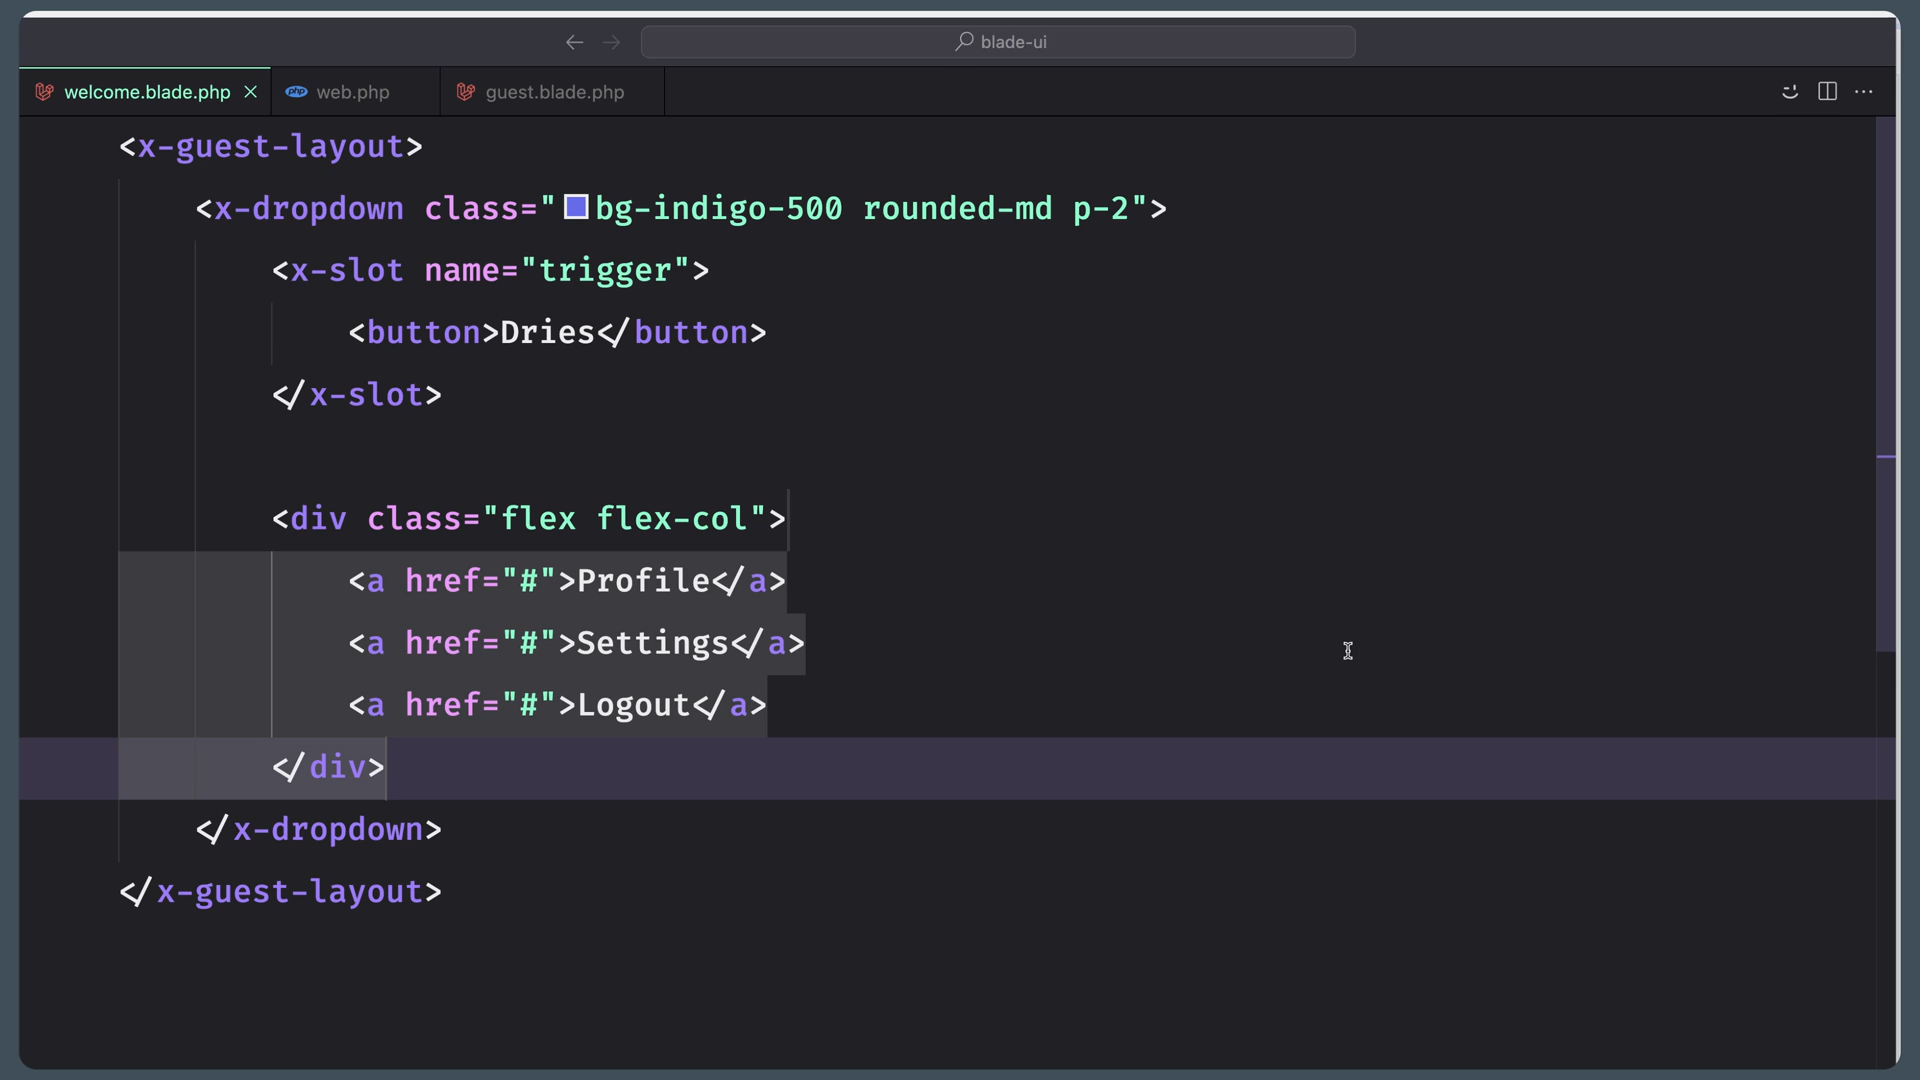 blade-ui
welcome.blade.php
php web.php
guest.blade.php
<x-guest-layout>
<x-dropdown class="bg-indigo-500 rounded-md p-2">
<x-slot name="trigger">
<button>Dries</button>
</x-slot>
<div class="flex flex-col">
<a href="#">Profile</a>
<a href="#">Settings</a>
<a href="#">Logout</a>
</div>
</x-dropdown>
</x-guest-layout>